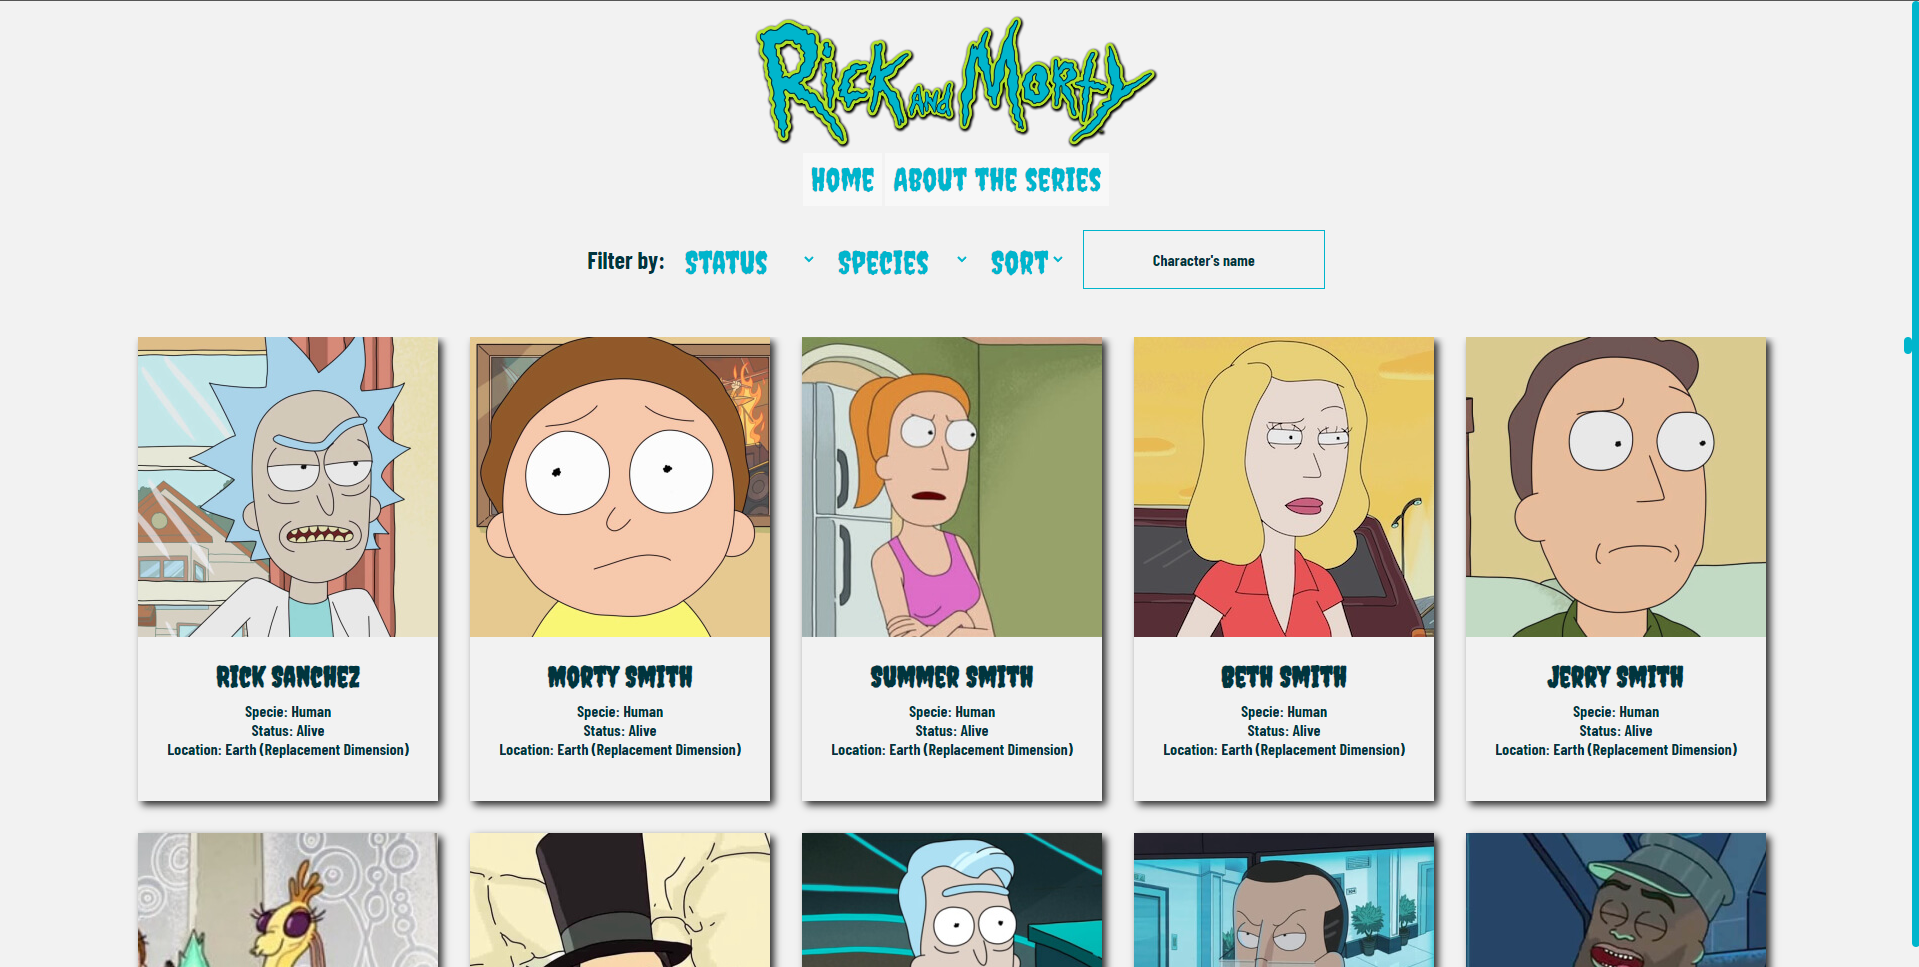 Rick and Morty
HOME ABOUT THE SERIES
Filter by: STATUS SPECIES SORT Character's name
RICK SANCHEZ
Specie: Human
Status: Alive
Location: Earth (Replacement Dimension)
MORTY SMITH
Specie: Human
Status: Alive
Location: Earth (Replacement Dimension)
SUMMER SMITH
Specie: Human
Status: Alive
Location: Earth (Replacement Dimension)
BETH SMITH
Specie: Human
Status: Alive
Location: Earth (Replacement Dimension)
JERRY SMITH
Specie: Human
Status: Alive
Location: Earth (Replacement Dimension)